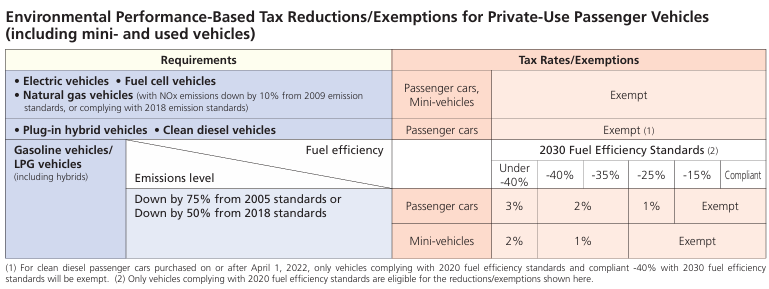 Environmental Performance-Based Tax Reductions/Exemptions for Private-Use Passenger Vehicles
(including mini- and used vehicles)
Requirements Tax Rates/Exemptions
• Electric vehicles • Fuel cell vehicles
• Natural gas vehicles (with NOx emissions down by 10% from 2009 emission
standards, or complying with 2018 emission standards)
Passenger cars,
Mini-vehicles
Exempt
• Plug-in hybrid vehicles • Clean diesel vehicles Passenger cars Exempt (1)
Gasoline vehicles/
LPG vehicles
(including hybrids)
Fuel efficiency
Emissions level
2030 Fuel Efficiency Standards (2)
Under
-40%
-40% -35% -25% -15% Compliant
Down by 75% from 2005 standards or
Down by 50% from 2018 standards
Passenger cars 3% 2% 1% Exempt
Mini-vehicles 2% 1% Exempt
(1) For clean diesel passenger cars purchased on or after April 1, 2022, only vehicles complying with 2020 fuel efficiency standards and compliant -40% with 2030 fuel efficiency
standards will be exempt. (2) Only vehicles complying with 2020 fuel efficiency standards are eligible for the reductions/exemptions shown here.